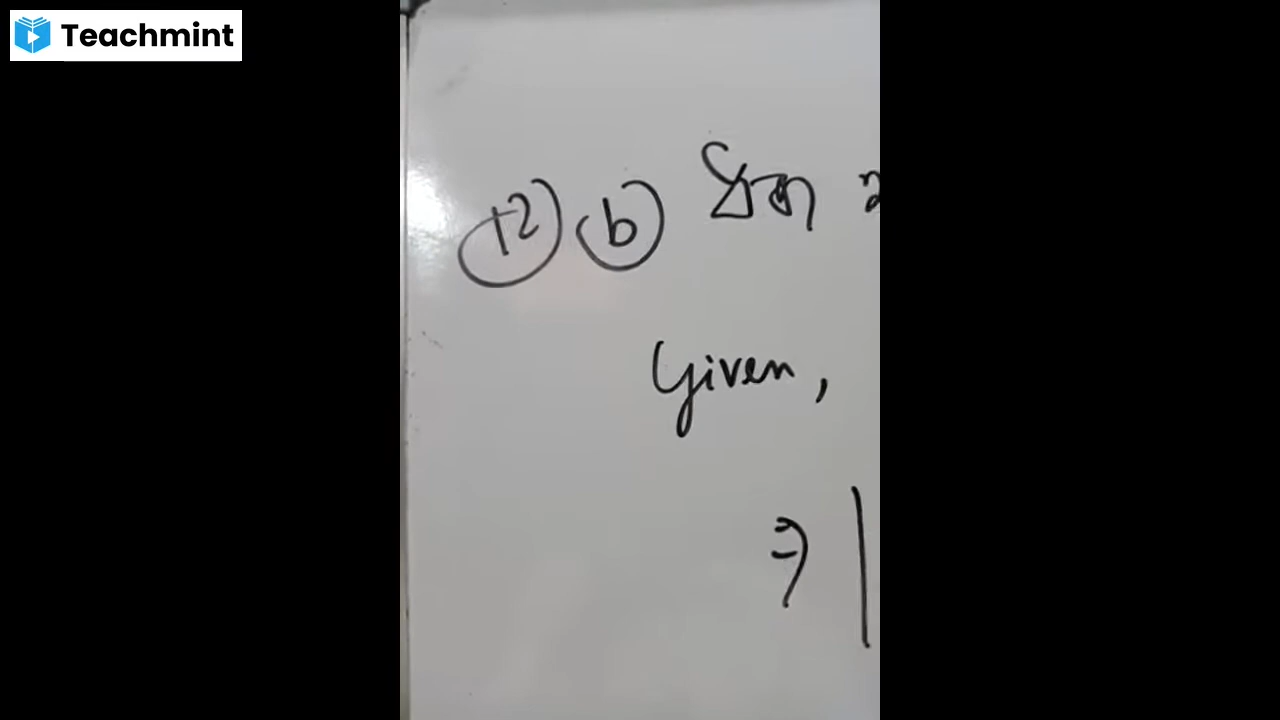 Teachmint
12 b
Given,
⇒ |